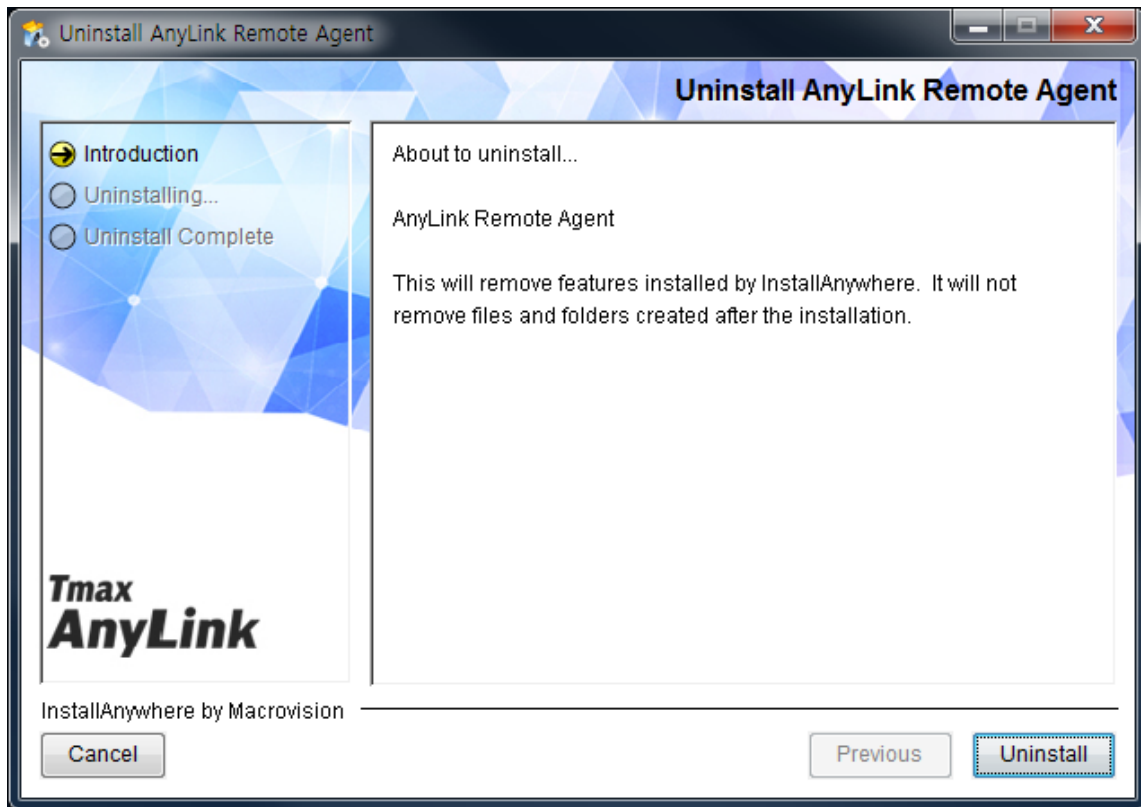 Uninstall AnyLink Remote Agent
Uninstall AnyLink Remote Agent
Introduction
Uninstalling...
Uninstall Complete
About to uninstall...
AnyLink Remote Agent
This will remove features installed by InstallAnywhere.  It will not
remove files and folders created after the installation.
Tmax
AnyLink
InstallAnywhere by Macrovision
Cancel
Previous
Uninstall